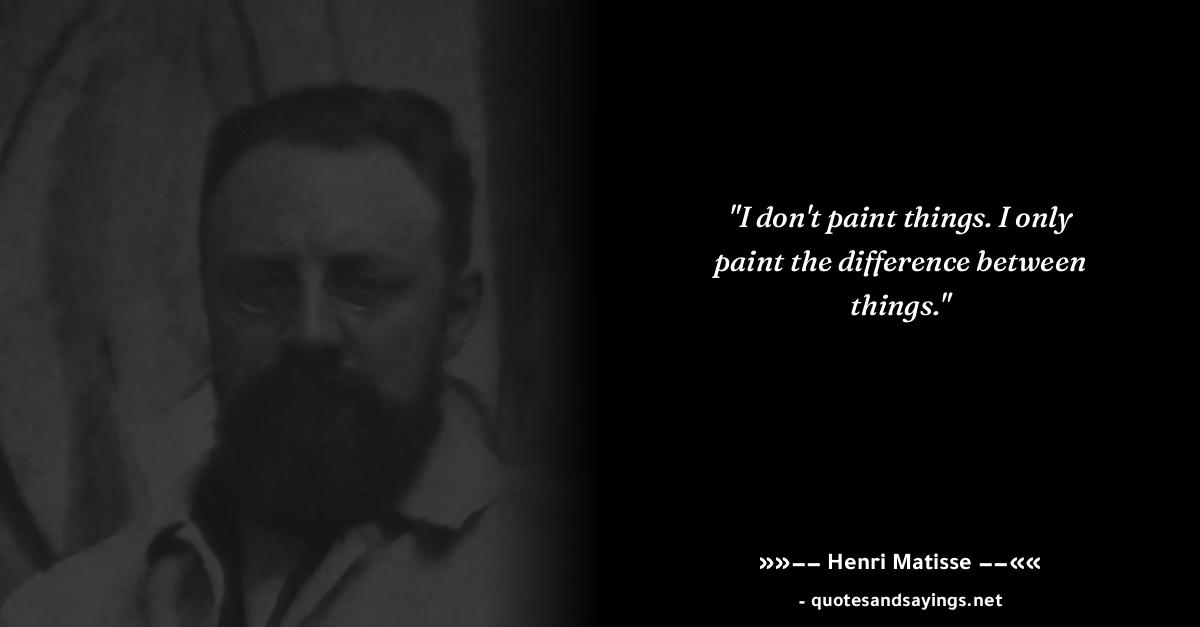 "I don't paint things. I only
paint the difference between
things."
»»−− Henri Matisse −−««
- quotesandsayings.net